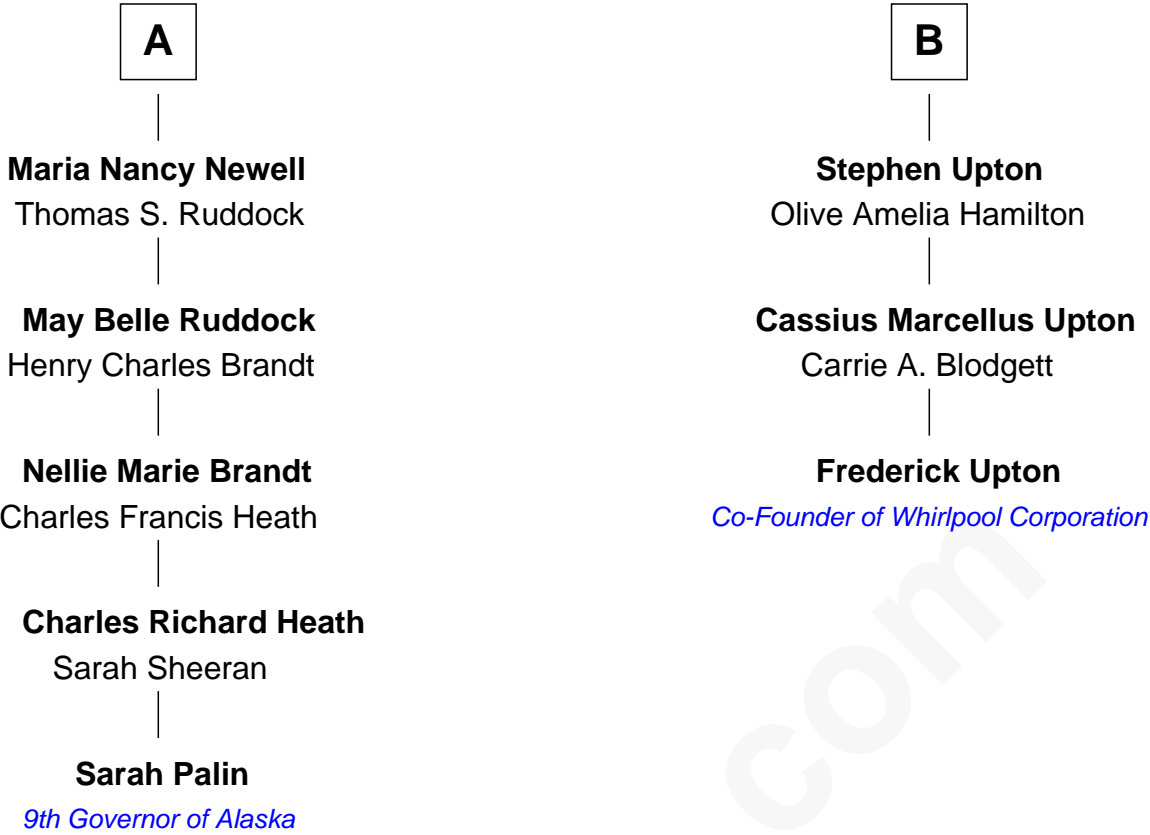 A
Maria Nancy Newell
Thomas S. Ruddock
May Belle Ruddock
Henry Charles Brandt
Nellie Marie Brandt
Charles Francis Heath
Charles Richard Heath
Sarah Sheeran
Sarah Palin
9th Governor of Alaska
B
Stephen Upton
Olive Amelia Hamilton
Cassius Marcellus Upton
Carrie A. Blodgett
Frederick Upton
Co-Founder of Whirlpool Corporation
com